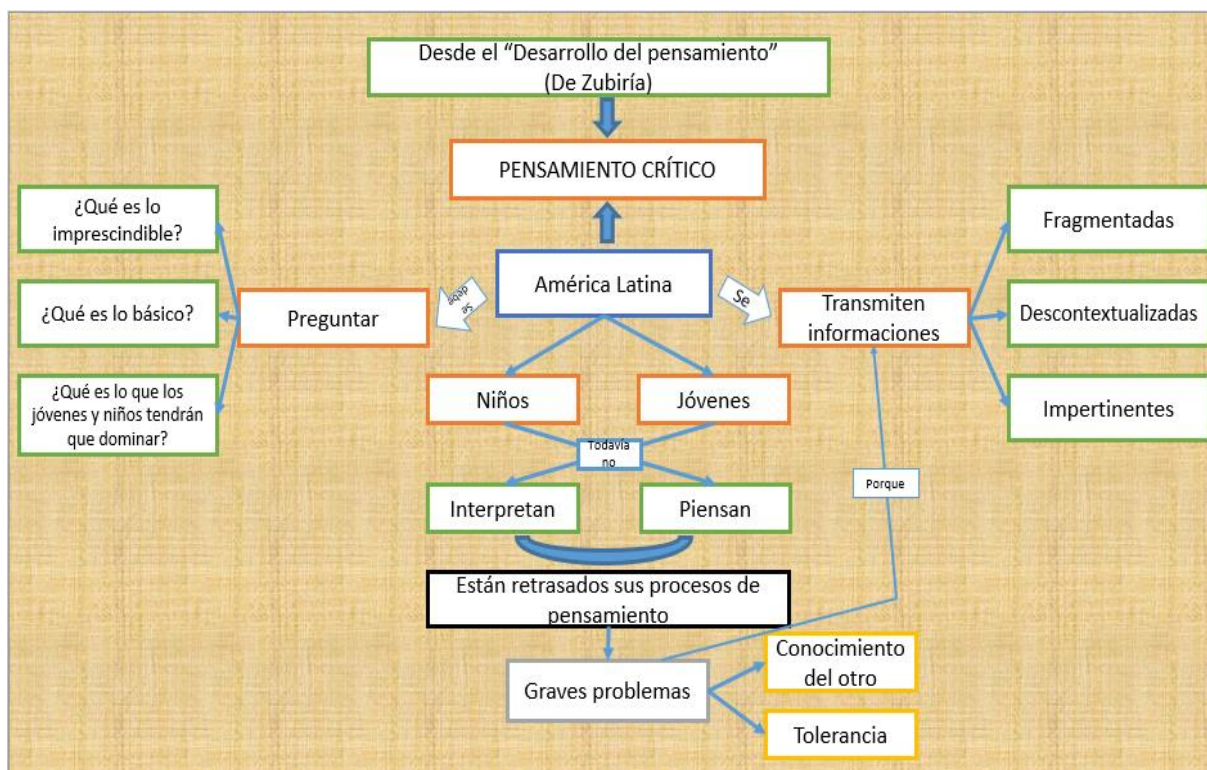 Desde el “Desarrollo del pensamiento”
(De Zubiría)
PENSAMIENTO CRÍTICO
¿Qué es lo
imprescindible?
¿Qué es lo básico?
¿Qué es lo que los
jóvenes y niños tendrán
que dominar?
Preguntar
Se
debe
América Latina
Se
Transmiten
informaciones
Fragmentadas
Descontextualizadas
Impertinentes
Niños
Jóvenes
Todavía
no
Interpretan
Piensan
Porque
Están retrasados sus procesos de
pensamiento
Graves problemas
Conocimiento
del otro
Tolerancia